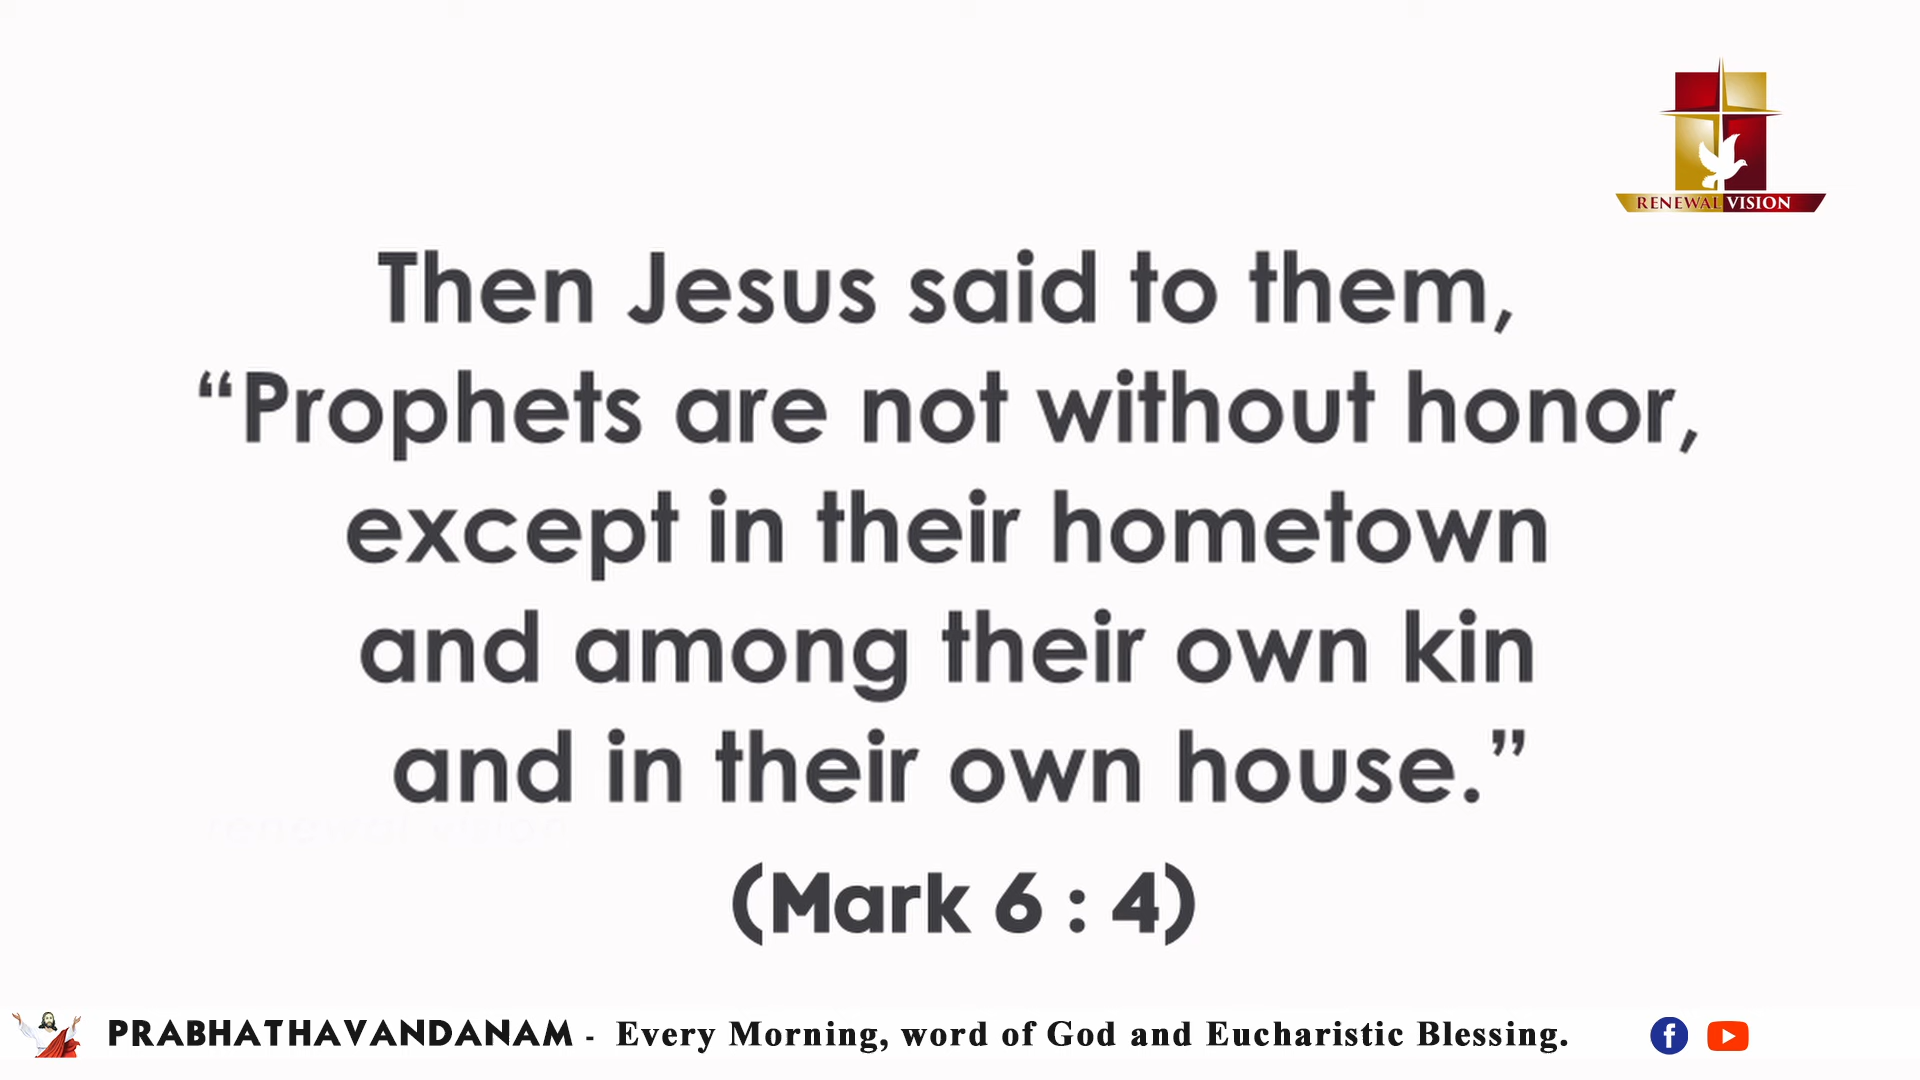 RENEWAL VISION
Then Jesus said to them,
“Prophets are not without honor,
except in their hometown
and among their own kin
and in their own house.”
renewal vision
(Mark 6 : 4)
PRABHATHAVANDANAM - Every Morning, word of God and Eucharistic Blessing.